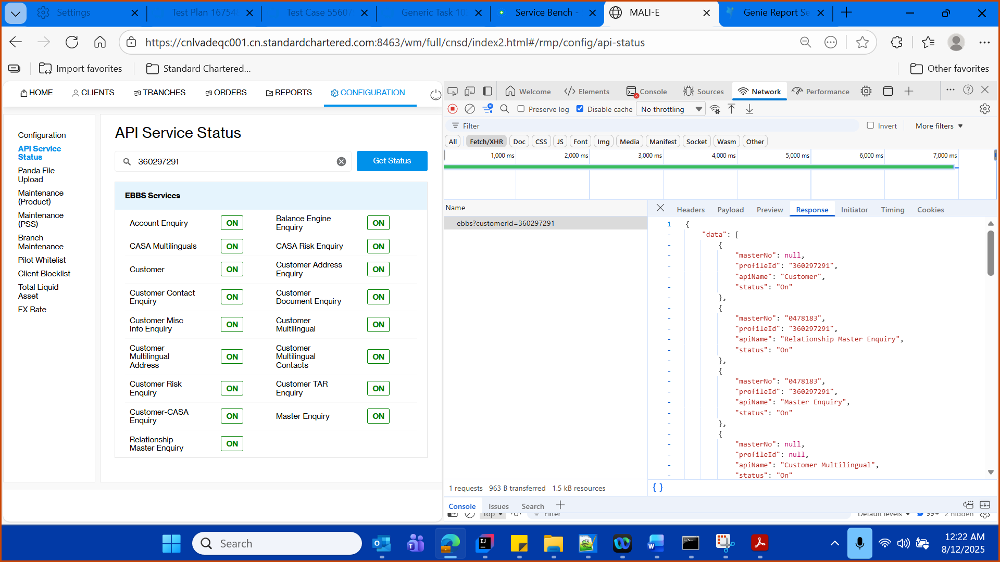 Settings
Test Plan 16754
Test Case 5560
Generic Task 10
Service Bench -
MALI-E
Genie Report Se
https://cnlvadeqc001.cn.standardchartered.com:8463/wm/full/cnsd/index2.html#/rmp/config/api-status
Import favorites
Standard Chartered...
Other favorites
HOME
CLIENTS
TRANCHES
ORDERS
REPORTS
CONFIGURATION
Configuration
API Service
Status
Panda File
Upload
Maintenance
(Product)
Maintenance
(PSS)
Branch
Maintenance
Pilot Whitelist
Client Blocklist
Total Liquid
Asset
FX Rate
API Service Status
360297291
Get Status
EBBS Services
Account Enquiry ON
Balance Engine
Enquiry ON
CASA Multilinguals ON
CASA Risk Enquiry ON
Customer ON
Customer Address
Enquiry ON
Customer Contact
Enquiry ON
Customer
Document Enquiry ON
Customer Misc
Info Enquiry ON
Customer
Multilingual ON
Customer
Multilingual
Address ON
Customer
Multilingual
Contacts ON
Customer Risk
Enquiry ON
Customer TAR
Enquiry ON
Customer-CASA
Enquiry ON
Master Enquiry ON
Relationship
Master Enquiry ON
Welcome
Elements
Console
Sources
Network
Performance
Preserve log
Disable cache
No throttling
Filter
Invert
More filters
All
Fetch/XHR
Doc
CSS
JS
Font
Img
Media
Manifest
Socket
Wasm
Other
1,000 ms
2,000 ms
3,000 ms
4,000 ms
5,000 ms
6,000 ms
7,000 ms
Name
ebbs?customerId=360297291
Headers
Payload
Preview
Response
Initiator
Timing
Cookies
1 {
- "data": [
- {
- "masterNo": null,
- "profileId": "360297291",
- "apiName": "Customer",
- "status": "On"
- },
- {
- "masterNo": "0478183",
- "profileId": "360297291",
- "apiName": "Relationship Master Enquiry",
- "status": "On"
- },
- {
- "masterNo": "0478183",
- "profileId": "360297291",
- "apiName": "Master Enquiry",
- "status": "On"
- },
- {
- "masterNo": null,
- "profileId": null,
- "apiName": "Customer Multilingual",
- "status": "On"
1 requests 963 B transferred 1.5 kB resources
{ }
Console
Issues
Search
top
Filter
Default levels
99+
2 hidden
Search
12:22 AM
8/12/2025